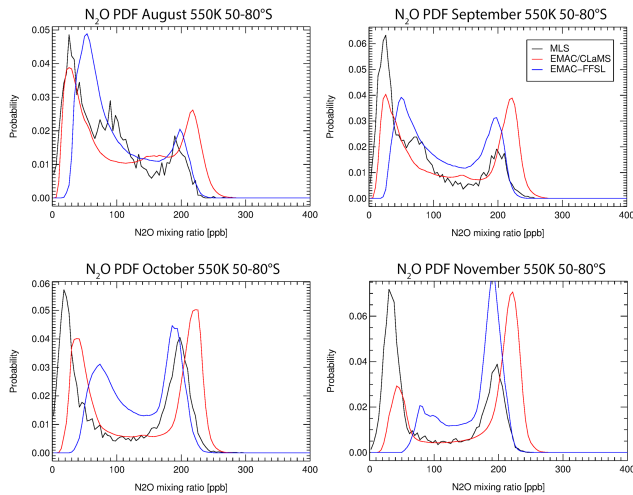 N2O PDF August 550K 50-80°S
Probability
0.05
0.04
0.03
0.02
0.01
0.00
0
100
200
300
400
N2O mixing ratio [ppb]
N2O PDF September 550K 50-80°S
MLS
EMAC/CLaMS
EMAC-FFSL
Probability
0.06
0.05
0.04
0.03
0.02
0.01
0.00
0
100
200
300
400
N2O mixing ratio [ppb]
N2O PDF October 550K 50-80°S
Probability
0.06
0.05
0.04
0.03
0.02
0.01
0.00
0
100
200
300
400
N2O mixing ratio [ppb]
N2O PDF November 550K 50-80°S
Probability
0.06
0.04
0.02
0.00
0
100
200
300
400
N2O mixing ratio [ppb]